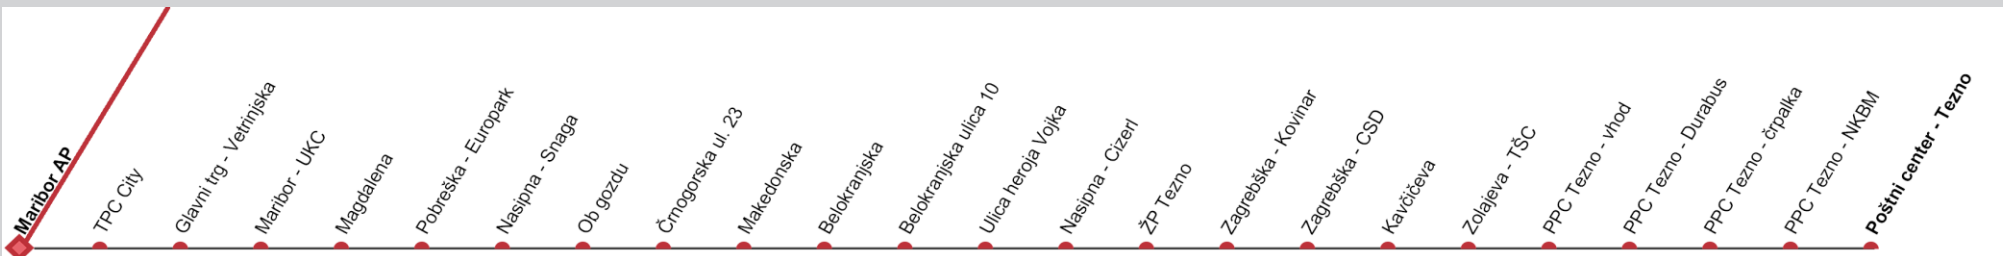 Maribor AP
TPC City
Glavni trg - Vetrinjska
Maribor - UKC
Magdalena
Pobreška - Europark
Nasipna - Snaga
Ob gozdu
Črnogorska ul. 23
Makedonska
Belokranjska
Belokranjska ulica 10
Ulica heroja Vojka
Nasipna - Cizerl
ŽP Tezno
Zagrebška - Kovinar
Zagrebška - CSD
Kavčičeva
Zolajeva - TŠC
PPC Tezno - vhod
PPC Tezno - Durabus
PPC Tezno - črpalka
PPC Tezno - NKBM
Poštni center - Tezno